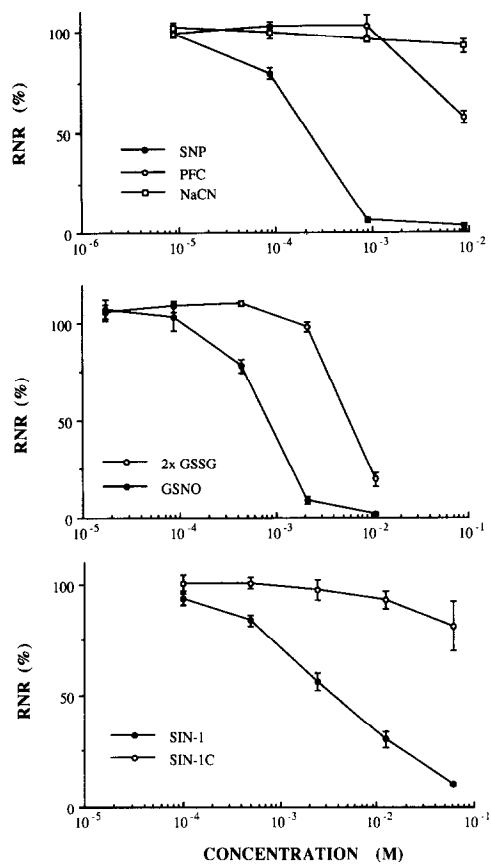 RNR (%)
100
50
0
SNP
PFC
NaCN
10-6 10-5 10-4 10-3 10-2
RNR (%)
100
50
0
2x GSSG
GSNO
10-5 10-4 10-3 10-2 10-1
RNR (%)
100
50
0
SIN-1
SIN-1C
10-5 10-4 10-3 10-2 10-1
CONCENTRATION (M)